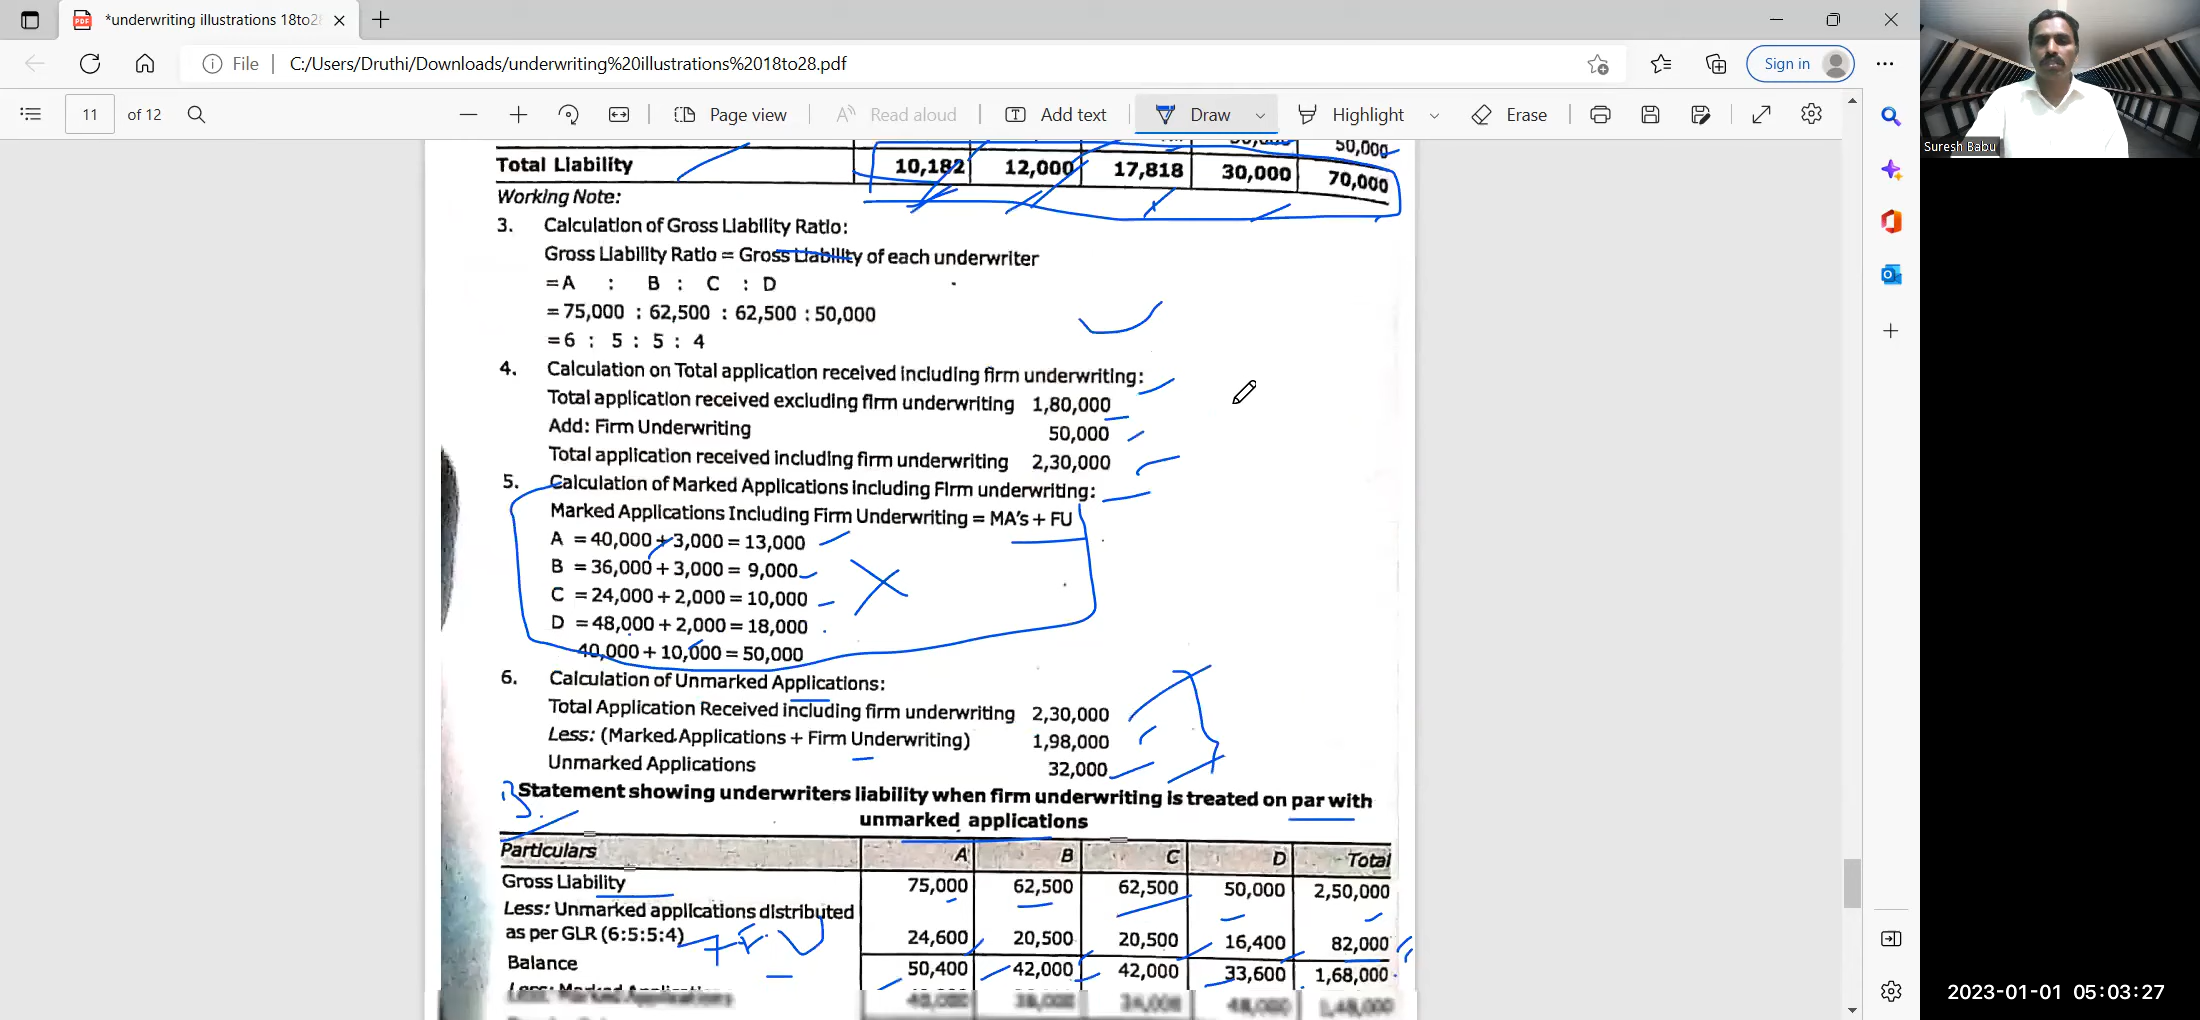 *underwriting illustrations 18to28
File
C:/Users/Druthi/Downloads/underwriting%20illustrations%2018to28.pdf
Sign in
11 of 12
Page view
Read aloud
Add text
Draw
Highlight
Erase
Suresh Babu
50,000
Total Liability 10,182 12,000 17,818 30,000 70,000
Working Note:
3. Calculation of Gross Liability Ratio:
Gross Liability Ratio = Gross Liability of each underwriter
= A : B : C : D
= 75,000 : 62,500 : 62,500 : 50,000
= 6 : 5 : 5 : 4
4. Calculation on Total application received including firm underwriting:
Total application received excluding firm underwriting 1,80,000
Add: Firm Underwriting 50,000
Total application received including firm underwriting 2,30,000
5. Calculation of Marked Applications including Firm underwriting:
Marked Applications Including Firm Underwriting = MA's + FU
A = 40,000 + 3,000 = 13,000
B = 36,000 + 3,000 = 9,000
C = 24,000 + 2,000 = 10,000
D = 48,000 + 2,000 = 18,000
40,000 + 10,000 = 50,000
6. Calculation of Unmarked Applications:
Total Application Received including firm underwriting 2,30,000
Less: (Marked Applications + Firm Underwriting) 1,98,000
Unmarked Applications 32,000
B. Statement showing underwriters liability when firm underwriting is treated on par with
unmarked applications
Particulars A B C D Total
Gross Liability 75,000 62,500 62,500 50,000 2,50,000
Less: Unmarked applications distributed
as per GLR (6:5:5:4) + F.U 24,600 20,500 20,500 16,400 82,000
Balance 50,400 42,000 42,000 33,600 1,68,000
Less: Marked Applications 48,000 1,48,000
2023-01-01 05:03:27